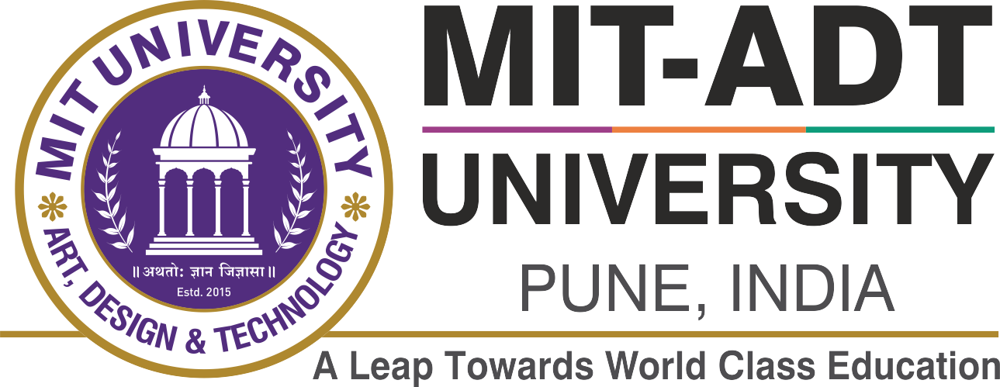 MIT UNIVERSITY
ART, DESIGN & TECHNOLOGY
॥ अथतो: ज्ञान जिज्ञासा ॥
Estd. 2015
MIT-ADT
UNIVERSITY
PUNE, INDIA
A Leap Towards World Class Education